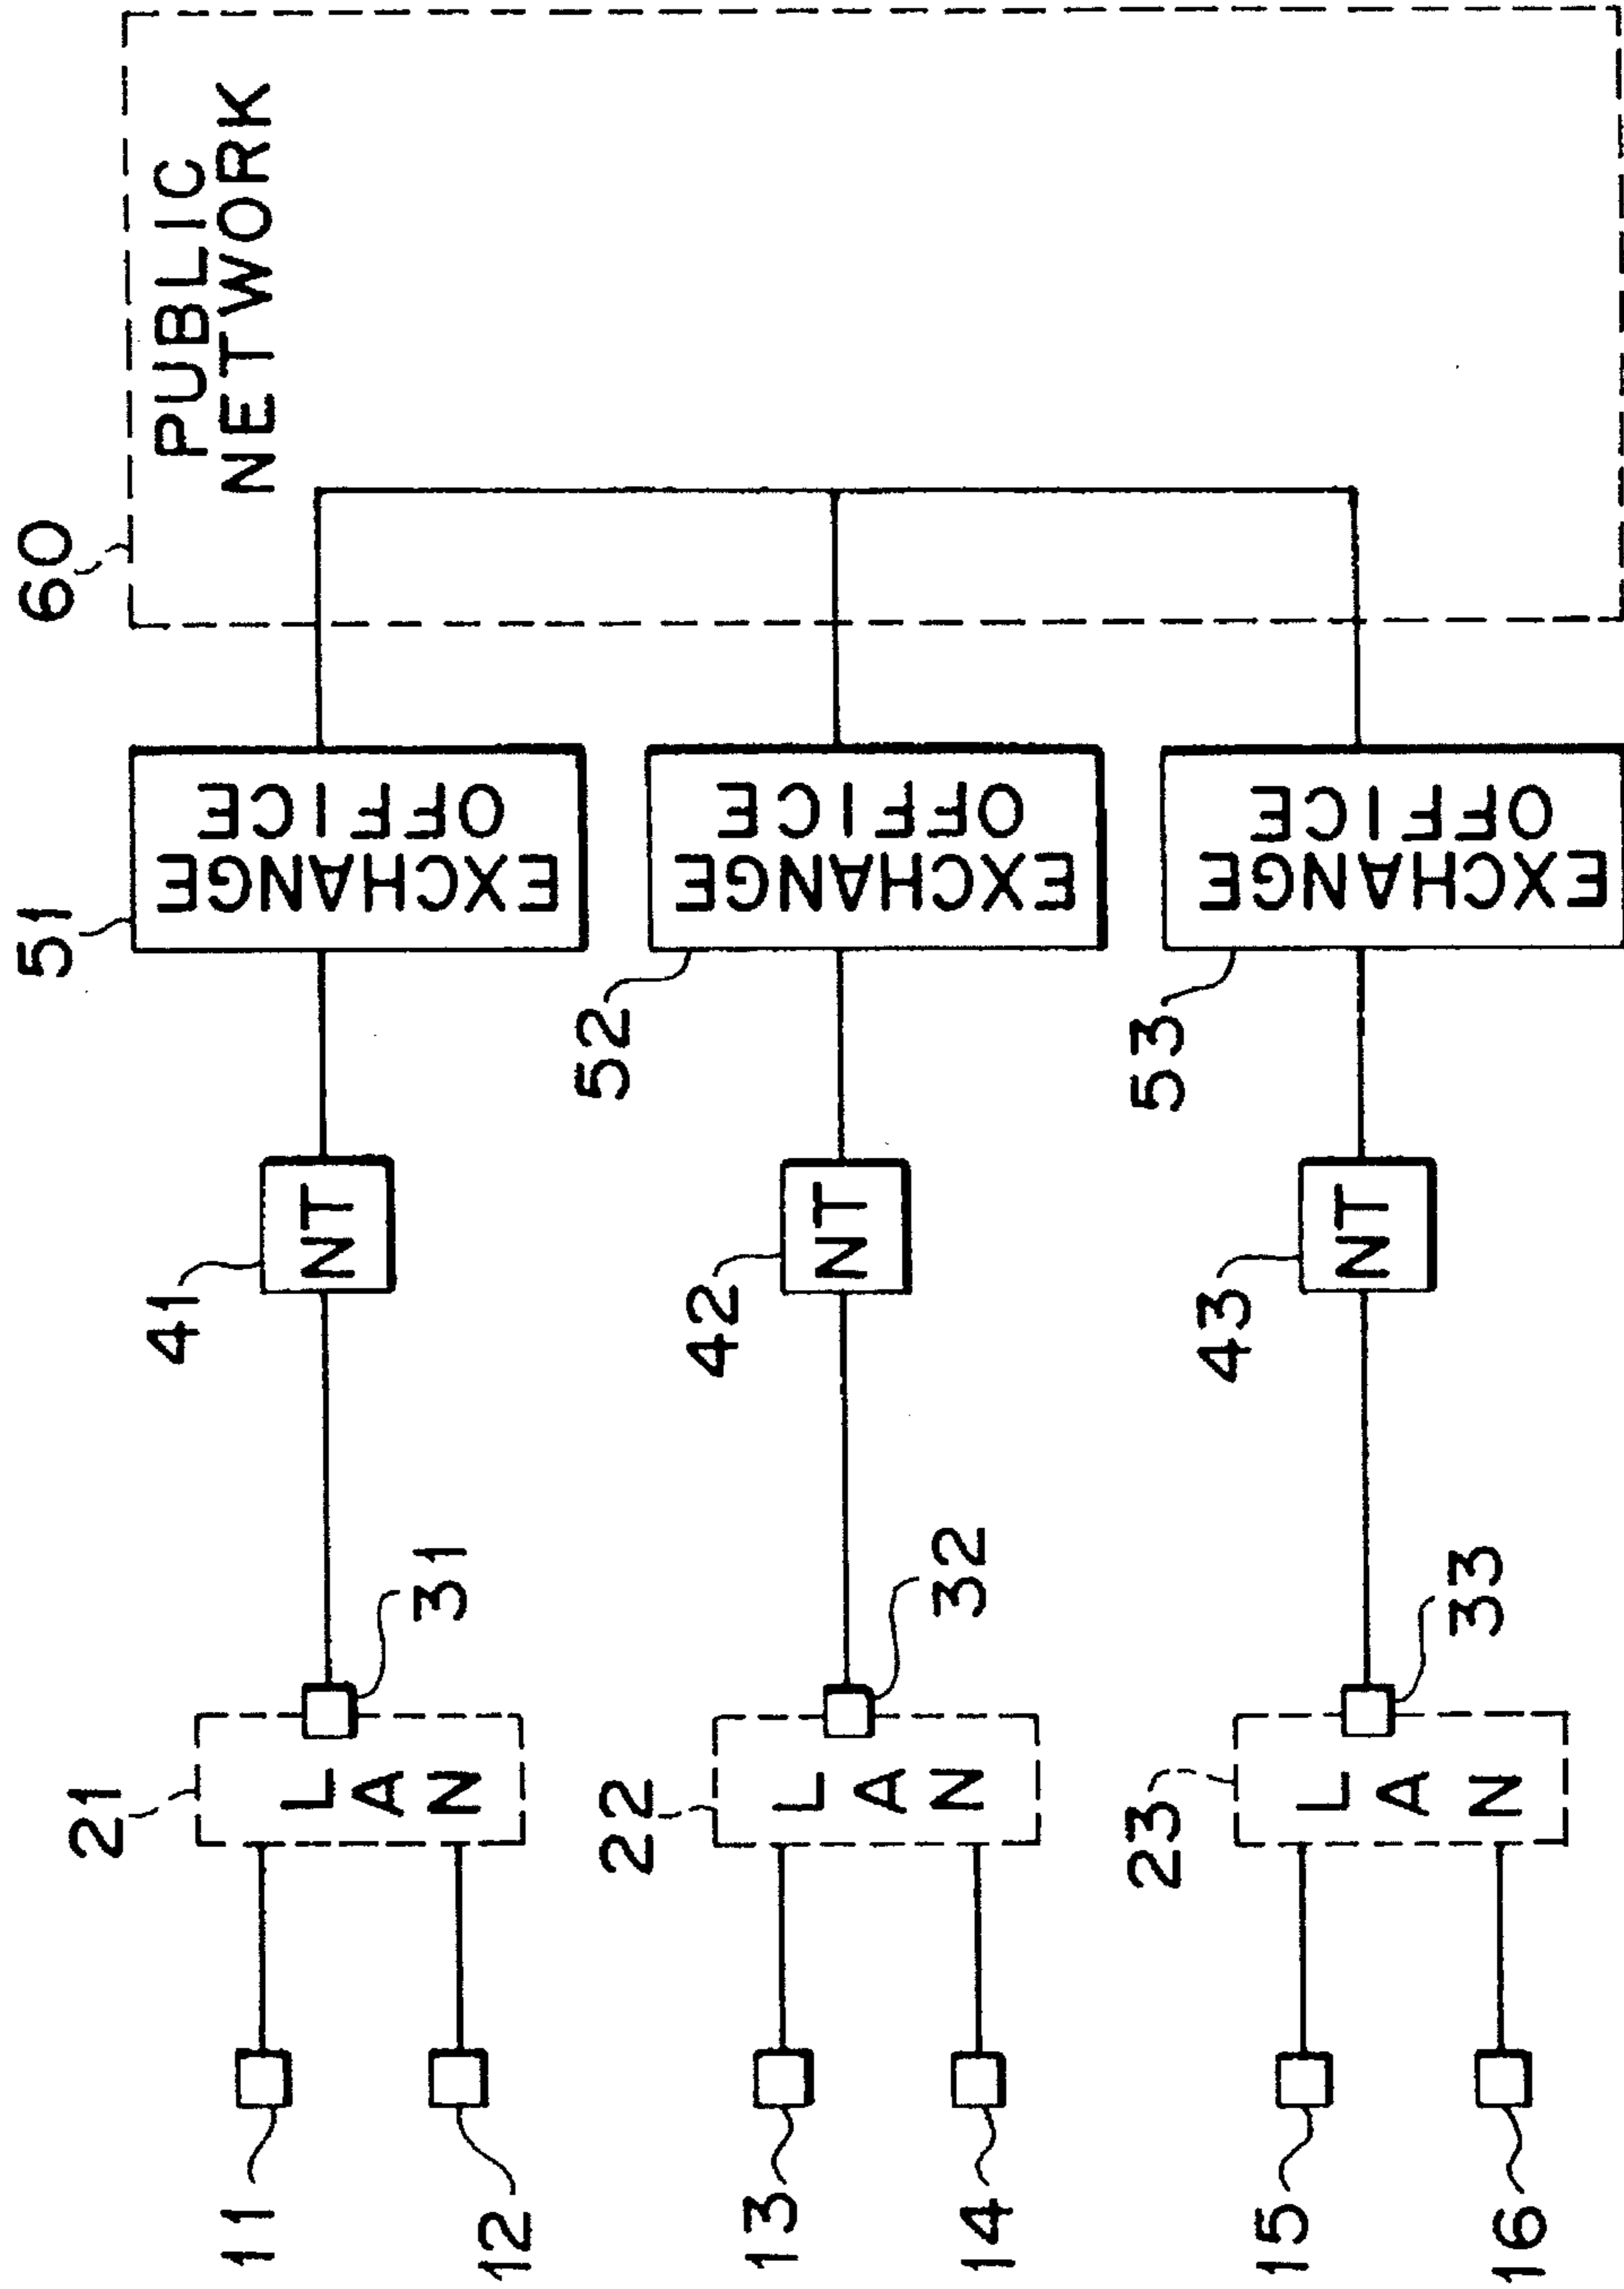 60
PUBLIC
NETWORK
51
EXCHANGE
OFFICE
52
EXCHANGE
OFFICE
53
EXCHANGE
OFFICE
41
NT
42
NT
43
NT
21
LAN
31
22
LAN
32
23
LAN
33
11
12
13
14
15
16